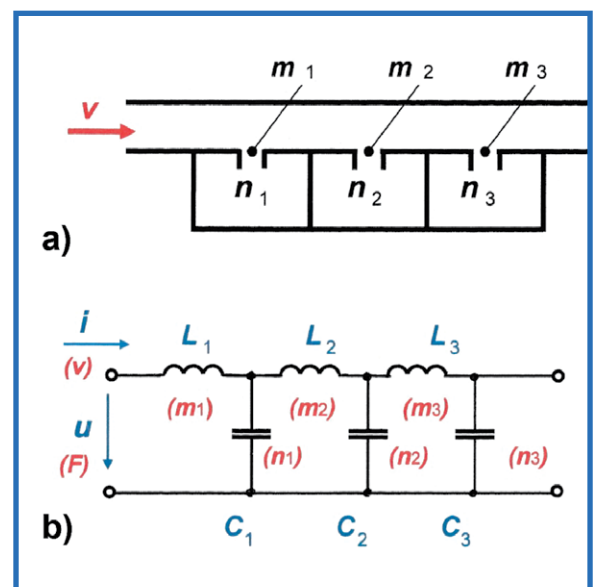 m 1 m 2 m 3
v
n 1 n 2 n 3
a)
i L 1 L 2 L 3
(v)
(m1) (m2) (m3)
u
(F) (n1) (n2) (n3)
b) C 1 C 2 C 3